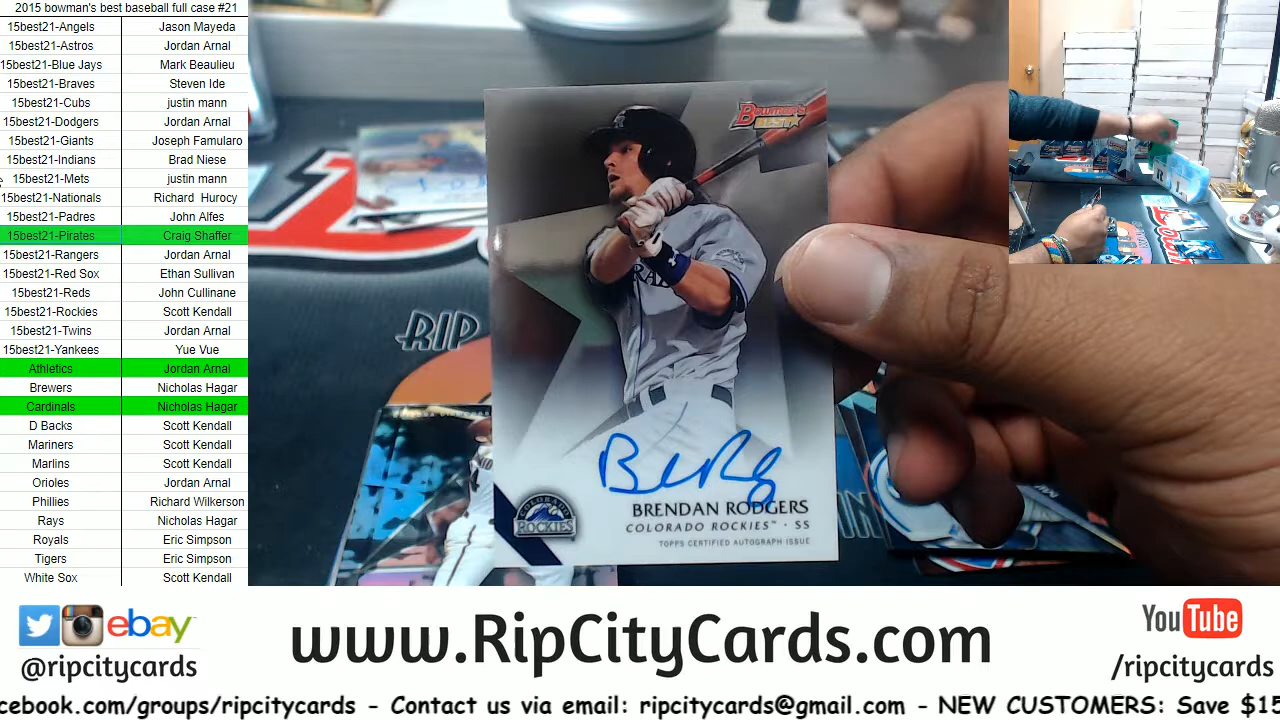 2015 bowman's best baseball full case #21
15best21-Angels Jason Mayeda
15best21-Astros Jordan Arnal
15best21-Blue Jays Mark Beaulieu
15best21-Braves Steven Ide
15best21-Cubs justin mann
15best21-Dodgers Jordan Arnal
15best21-Giants Joseph Famularo
15best21-Indians Brad Niese
15best21-Mets justin mann
15best21-Nationals Richard Hurocy
15best21-Padres John Alfes
15best21-Pirates Craig Shaffer
15best21-Rangers Jordan Arnal
15best21-Red Sox Ethan Sullivan
15best21-Reds John Cullinane
15best21-Rockies Scott Kendall
15best21-Twins Jordan Arnal
15best21-Yankees Yue Vue
Athletics Jordan Arnal
Brewers Nicholas Hagar
Cardinals Nicholas Hagar
D Backs Scott Kendall
Mariners Scott Kendall
Marlins Scott Kendall
Orioles Jordan Arnal
Phillies Richard Wilkerson
Rays Nicholas Hagar
Royals Eric Simpson
Tigers Eric Simpson
White Sox Scott Kendall
BOWMAN'S
BEST
RIP
BRENDAN RODGERS
COLORADO ROCKIES™ · SS
TOPPS CERTIFIED AUTOGRAPH ISSUE
COLORADO
ROCKIES
ebay™
@ripcitycards
www.RipCityCards.com
YouTube
/ripcitycards
cebook.com/groups/ripcitycards - Contact us via email: ripcitycards@gmail.com - NEW CUSTOMERS: Save $15